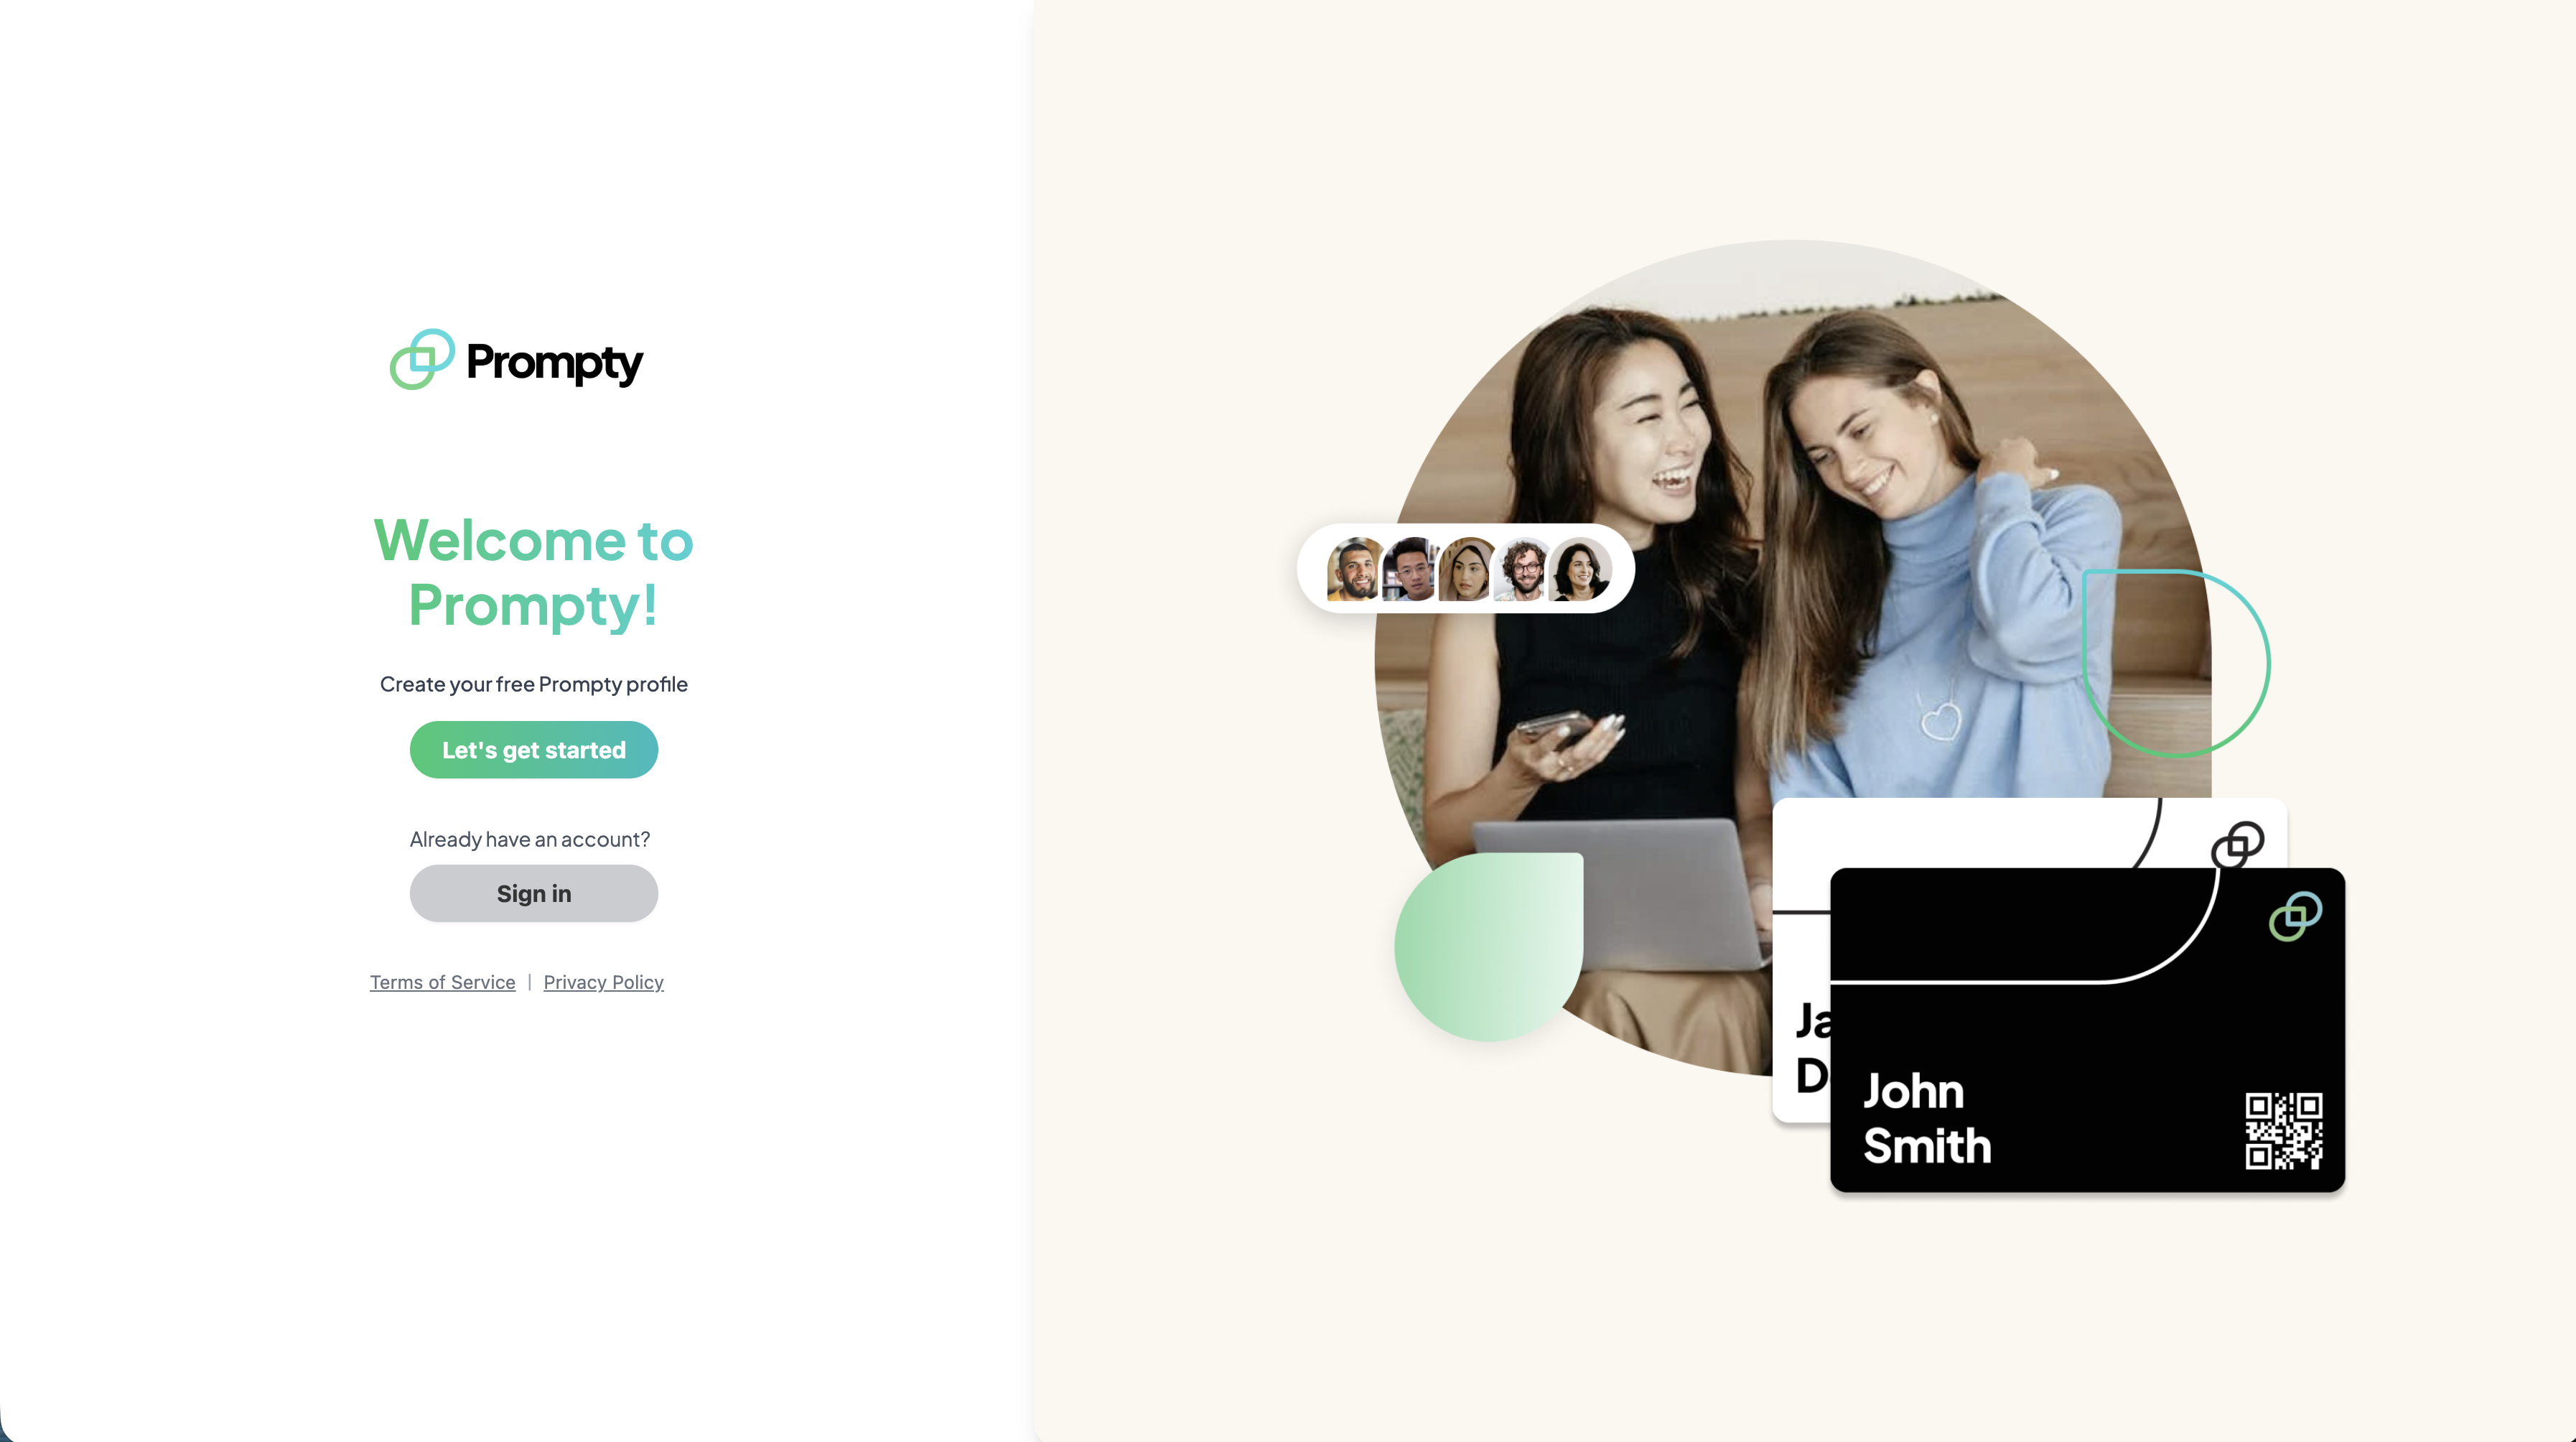 Prompty
Welcome to
Prompty!
Create your free Prompty profile
Let's get started
Already have an account?
Sign in
Terms of Service | Privacy Policy
Ja
D
John
Smith